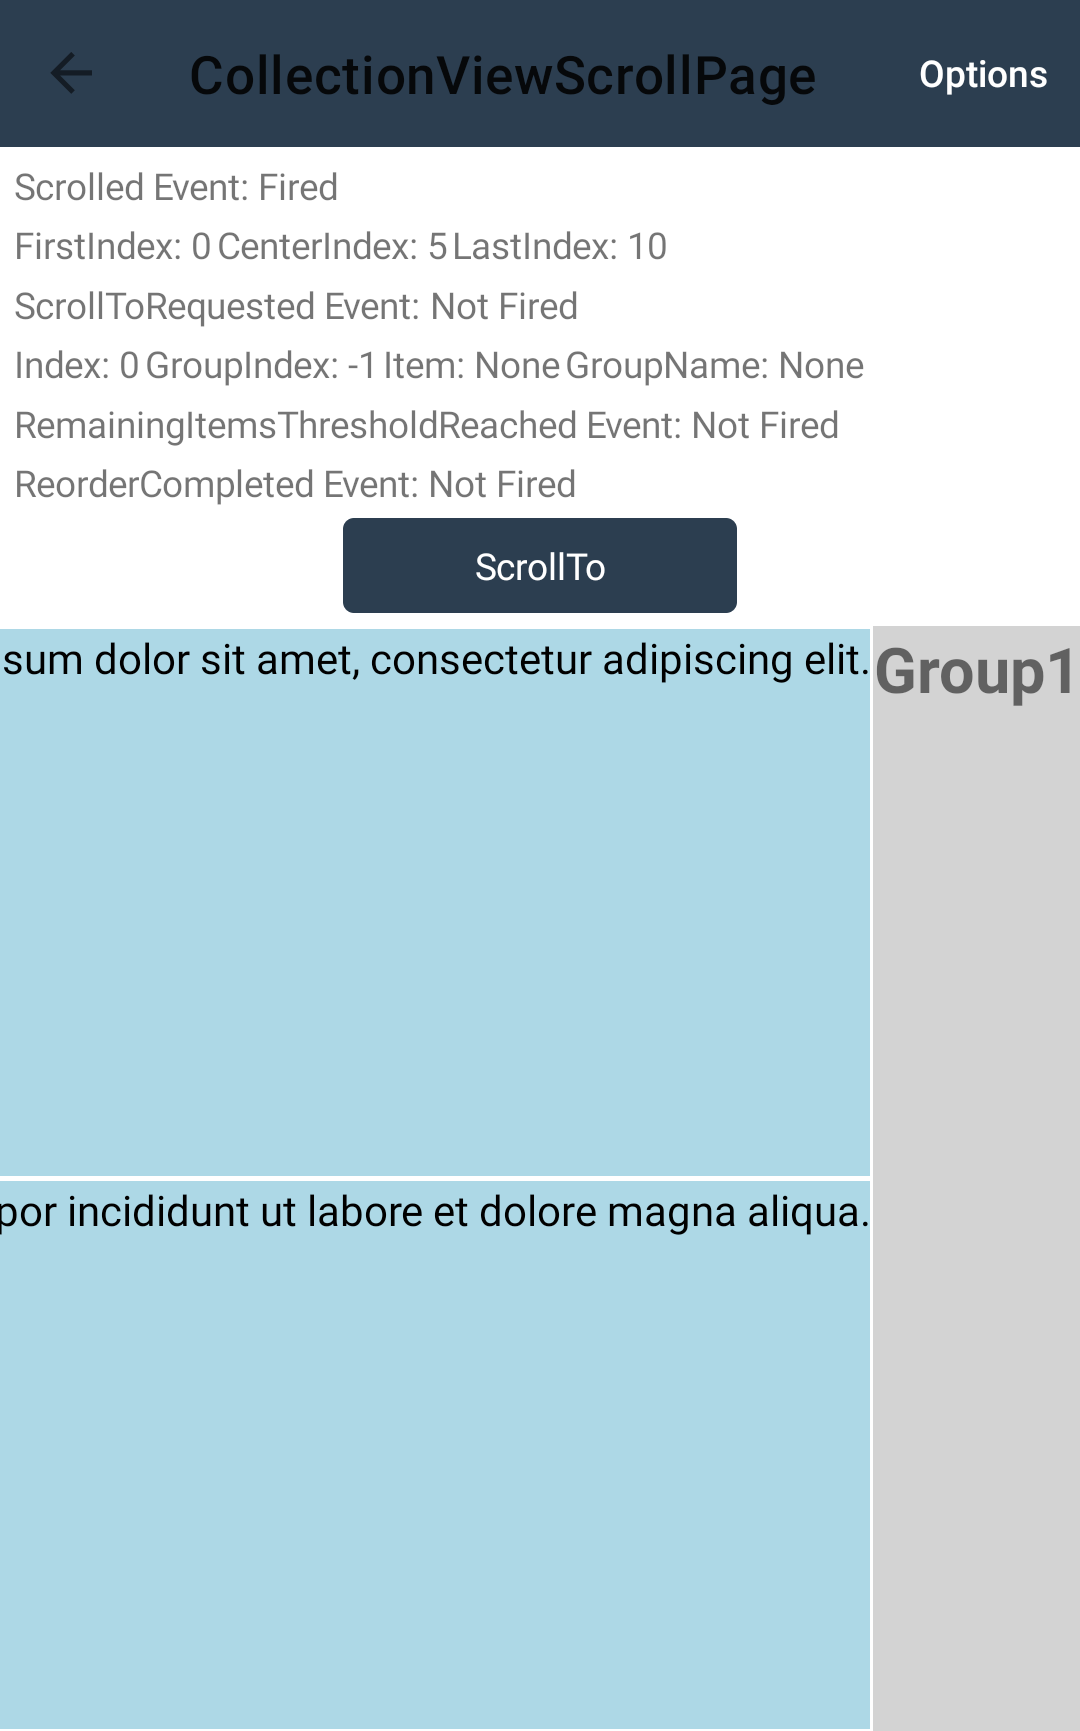 CollectionViewScrollPage
Options
Scrolled Event: Fired
FirstIndex: 0 CenterIndex: 5 LastIndex: 10
ScrollToRequested Event: Not Fired
Index: 0 GroupIndex: -1 Item: None GroupName: None
RemainingItemsThresholdReached Event: Not Fired
ReorderCompleted Event: Not Fired
ScrollTo
sum dolor sit amet, consectetur adipiscing elit.
Group1
por incididunt ut labore et dolore magna aliqua.